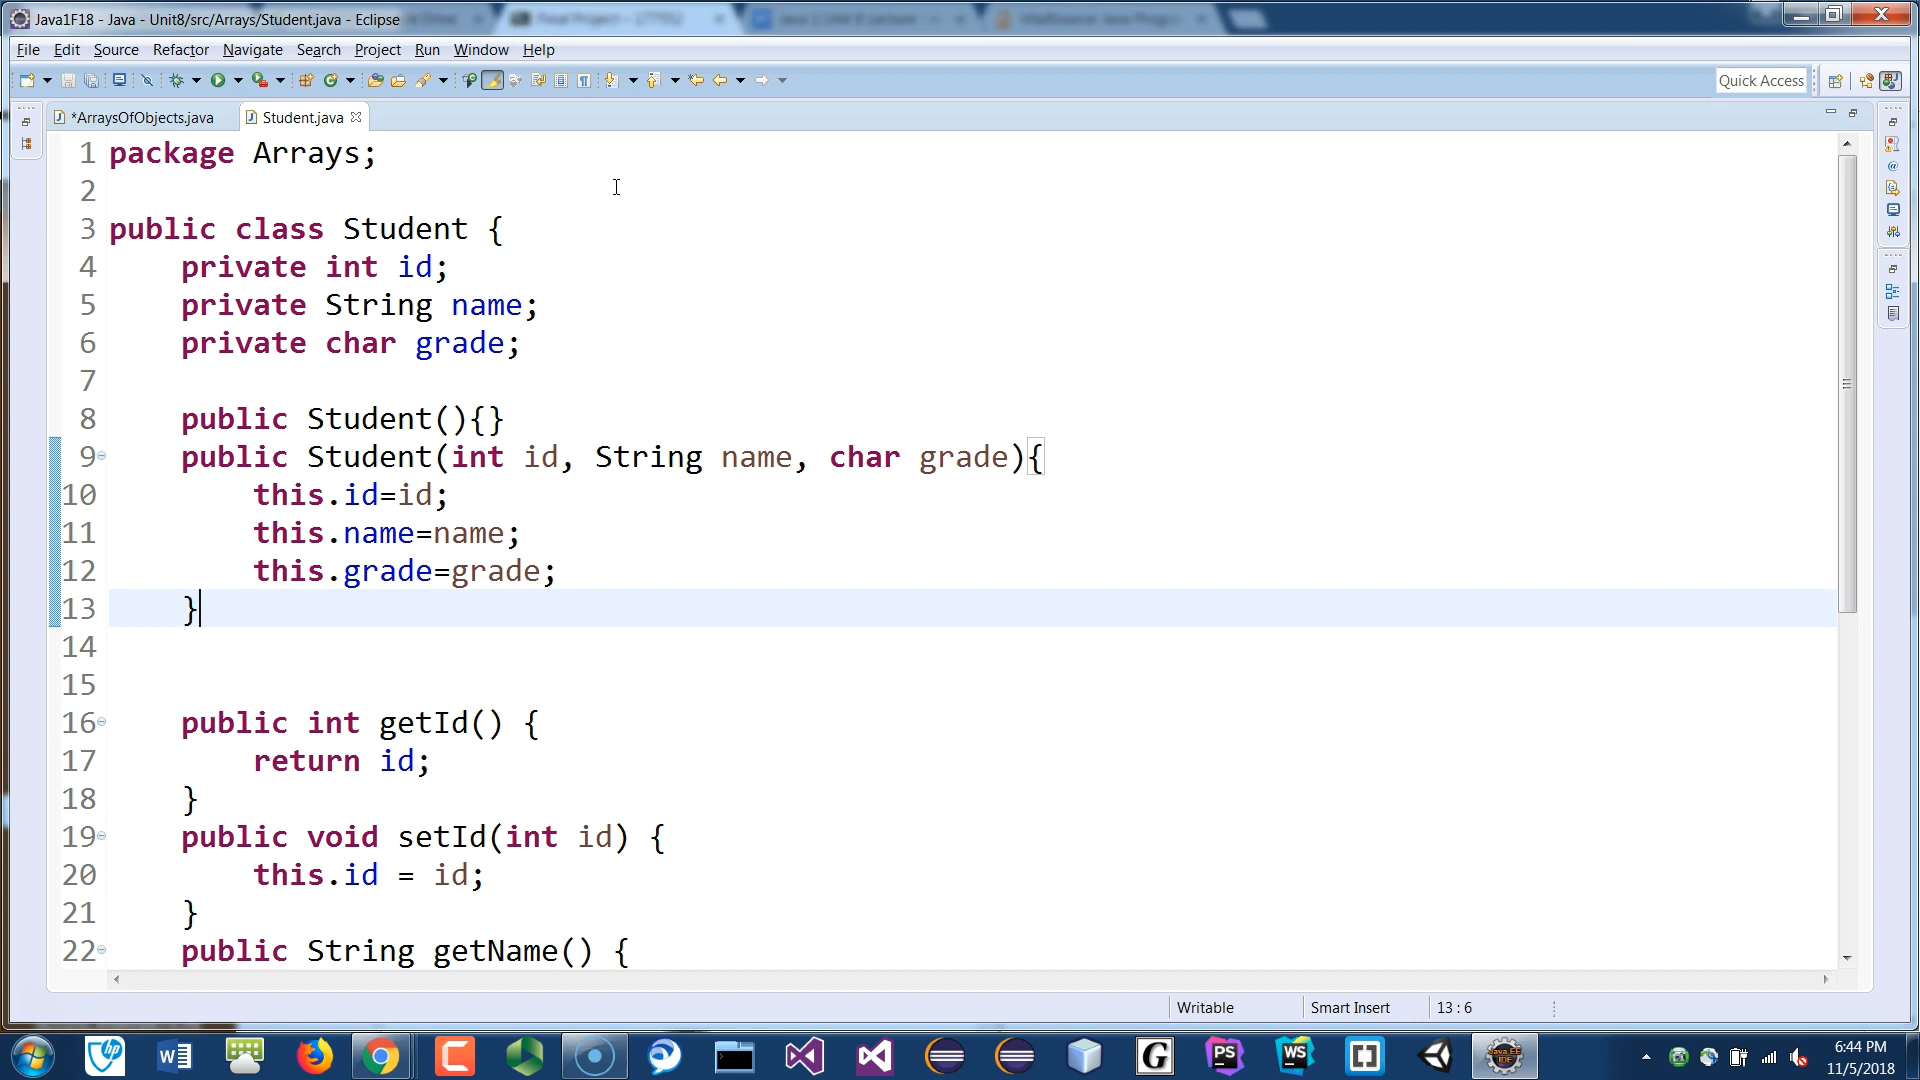 Java1F18 - Java - Unit8/src/Arrays/Student.java - Eclipse
File Edit Source Refactor Navigate Search Project Run Window Help
Quick Access
*ArraysOfObjects.java Student.java
1 package Arrays;
2
3 public class Student {
4 private int id;
5 private String name;
6 private char grade;
7
8 public Student(){}
9 public Student(int id, String name, char grade){
10 this.id=id;
11 this.name=name;
12 this.grade=grade;
13 }
14
15
16 public int getId() {
17 return id;
18 }
19 public void setId(int id) {
20 this.id = id;
21 }
22 public String getName() {
Writable Smart Insert 13 : 6
6:44 PM
11/5/2018